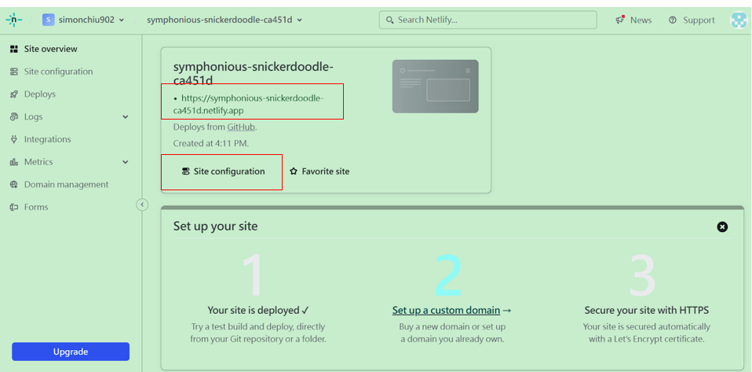 simonchiu902
symphonious-snickerdoodle-ca451d
Search Netlify...
News
Support
Site overview
Site configuration
Deploys
Logs
Integrations
Metrics
Domain management
Forms
Upgrade
symphonious-snickerdoodle-
ca451d
• https://symphonious-snickerdoodle-
ca451d.netlify.app
Deploys from GitHub.
Created at 4:11 PM.
Site configuration
Favorite site
Set up your site
1
Your site is deployed ✓
Try a test build and deploy, directly
from your Git repository or a folder.
2
Set up a custom domain →
Buy a new domain or set up
a domain you already own.
3
Secure your site with HTTPS
Your site is secured automatically
with a Let's Encrypt certificate.